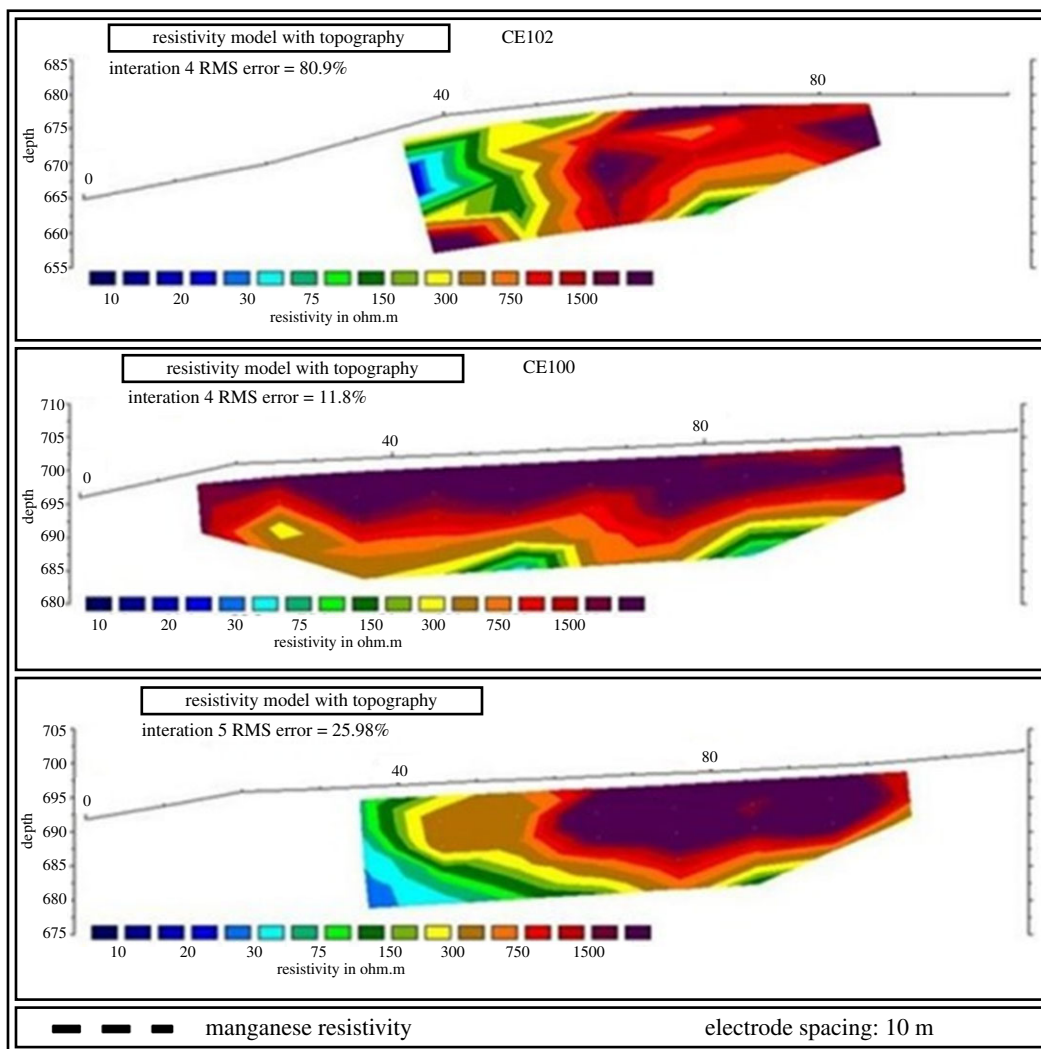 resistivity model with topography
CE102
interation 4 RMS error = 80.9%
685
680
675
670
665
660
655
depth
0
40
80
10 20 30 75 150 300 750 1500
resistivity in ohm.m
resistivity model with topography
CE100
interation 4 RMS error = 11.8%
710
705
700
695
690
685
680
depth
0
40
80
10 20 30 75 150 300 750 1500
resistivity in ohm.m
resistivity model with topography
interation 5 RMS error = 25.98%
705
700
695
690
685
680
675
depth
0
40
80
10 20 30 75 150 300 750 1500
resistivity in ohm.m
manganese resistivity
electrode spacing: 10 m